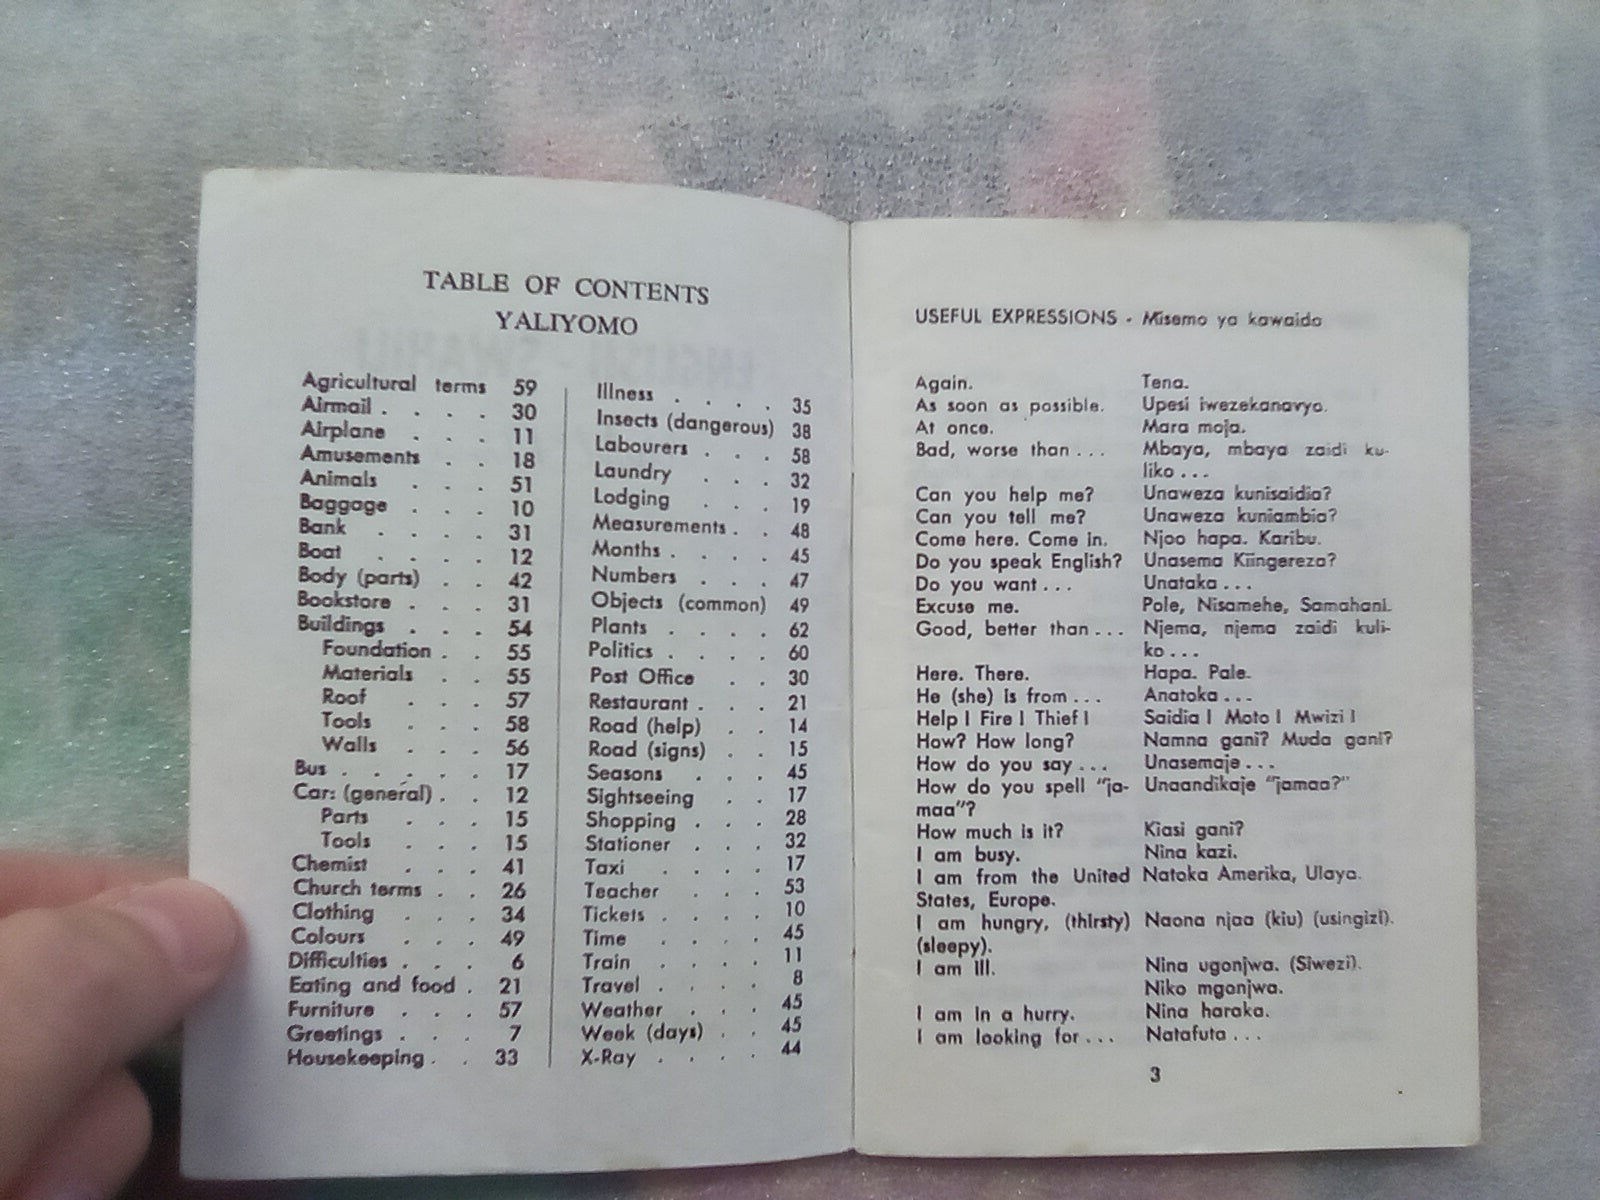 TABLE OF CONTENTS
YALIYOMO
Agricultural terms 59
Airmail . . . . 30
Airplane . . . 11
Amusements . . 18
Animals . . . 51
Baggage . . . 10
Bank . . . 31
Boat . . . 12
Body (parts) . . 42
Bookstore . . . 31
Buildings . . . 54
Foundation . . 55
Materials . . 55
Roof . . . 57
Tools . . . 58
Walls . . . 56
Bus . . . . . 17
Car: (general) . . 12
Parts . . . 15
Tools . . . 15
Chemist . . . 41
Church terms . . 26
Clothing . . . 34
Colours . . . 49
Difficulties . . . 6
Eating and food . 21
Furniture . . . 57
Greetings . . . 7
Housekeeping . . 33
Illness . . . . 35
Insects (dangerous) 38
Labourers . . . 58
Laundry . . . 32
Lodging . . . 19
Measurements . . 48
Months . . . . 45
Numbers . . . 47
Objects (common) 49
Plants . . . . 62
Politics . . . . 60
Post Office . . 30
Restaurant . . . 21
Road (help) . . 14
Road (signs) . . 15
Seasons . . . 45
Sightseeing . . 17
Shopping . . . 28
Stationer . . . 32
Taxi . . . . 17
Teacher . . . 53
Tickets . . . . 10
Time . . . . 45
Train . . . . 11
Travel . . . . 8
Weather . . . 45
Week (days) . . 45
X-Ray . . . . 44
USEFUL EXPRESSIONS - Misemo ya kawaida
Again. Tena.
As soon as possible. Upesi iwezekanavyo.
At once. Mara moja.
Bad, worse than . . . Mbaya, mbaya zaidi ku-
liko . . .
Can you help me? Unaweza kunisaidia?
Can you tell me? Unaweza kuniambia?
Come here. Come in. Njoo hapa. Karibu.
Do you speak English? Unasema Kiingereza?
Do you want . . . Unataka . . .
Excuse me. Pole, Nisamehe, Samahani.
Good, better than . . . Njema, njema zaidi kuli-
ko . . .
Here. There. Hapa. Pale.
He (she) is from . . . Anatoka . . .
Help! Fire! Thief! Saidia! Moto! Mwizi!
How? How long? Namna gani? Muda gani?
How do you say . . . Unasemaje . . .
How do you spell "ja- Unaandikaje "jamaa?"
maa"?
How much is it? Kiasi gani?
I am busy. Nina kazi.
I am from the United Natoka Amerika, Ulaya.
States, Europe.
I am hungry, (thirsty) Naona njaa (kiu) (usingizi).
(sleepy).
I am ill. Nina ugonjwa. (Siwezi).
Niko mgonjwa.
I am in a hurry. Nina haraka.
I am looking for . . . Natafuta . . .
3